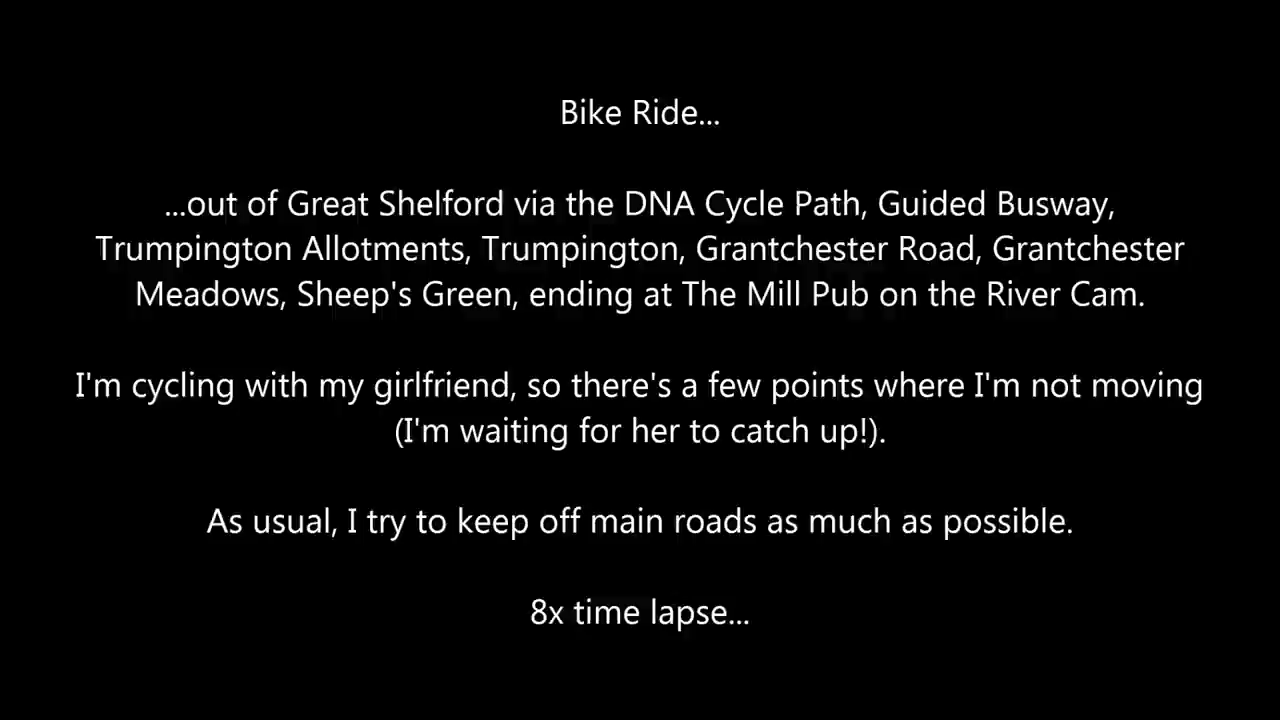 Bike Ride...
...out of Great Shelford via the DNA Cycle Path, Guided Busway,
Trumpington Allotments, Trumpington, Grantchester Road, Grantchester
Meadows, Sheep's Green, ending at The Mill Pub on the River Cam.
I'm cycling with my girlfriend, so there's a few points where I'm not moving
(I'm waiting for her to catch up!).
As usual, I try to keep off main roads as much as possible.
8x time lapse...